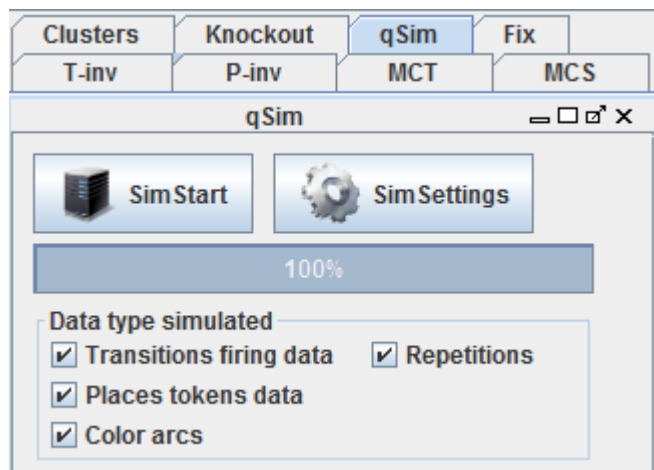 Clusters Knockout qSim Fix
T-inv P-inv MCT MCS
qSim
SimStart SimSettings
100%
Data type simulated
Transitions firing data Repetitions
Places tokens data
Color arcs